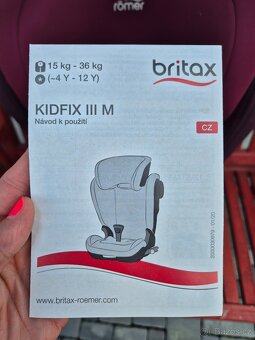 römer
15 kg - 36 kg
(~4 Y - 12 Y)
britax
KIDFIX III M
Návod k použití
CZ
www.britax-roemer.com